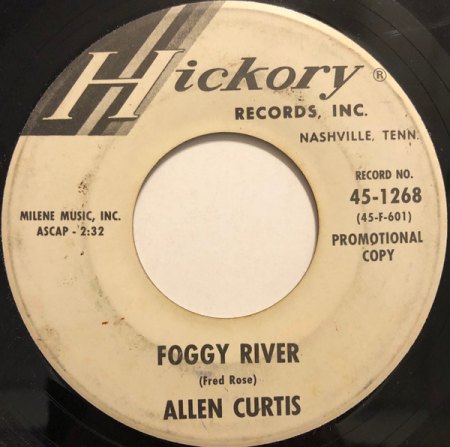 Hickory®
RECORDS, INC.
NASHVILLE, TENN.
RECORD NO.
45-1268
(45-F-601)
PROMOTIONAL
COPY
MILENE MUSIC, INC.
ASCAP - 2:32
FOGGY RIVER
(Fred Rose)
ALLEN CURTIS